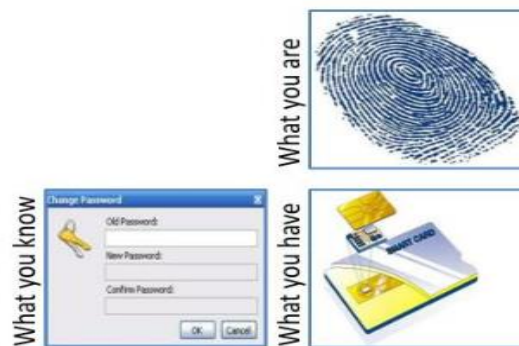 What you are
What you know
Change Password
Old Password:
New Password:
Confirm Password:
OK
Cancel
What you have
SMART CARD